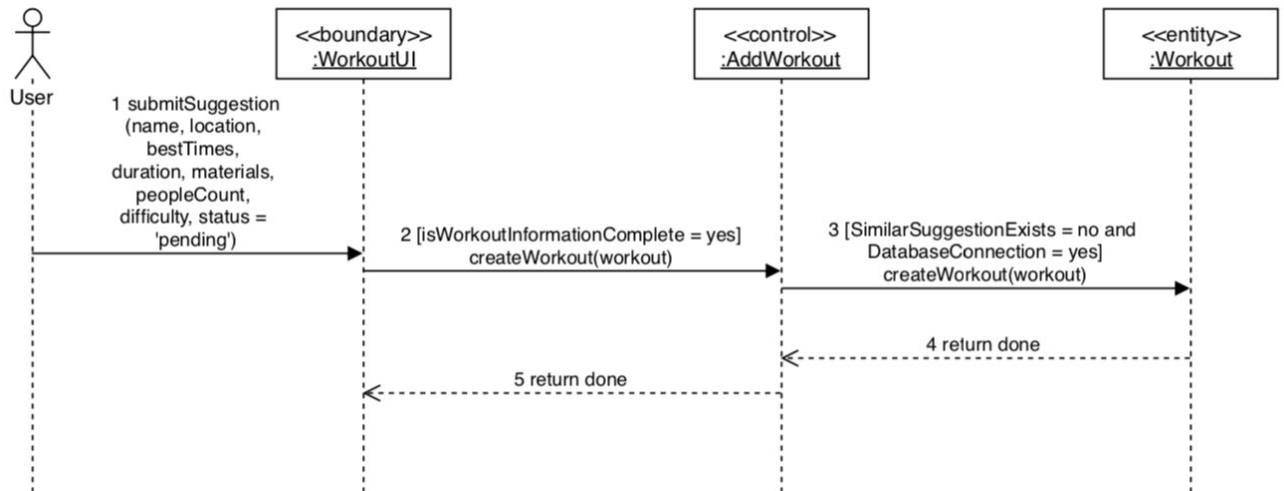 <<boundary>>
:WorkoutUI
<<control>>
:AddWorkout
<<entity>>
:Workout
User
1 submitSuggestion
(name, location,
bestTimes,
duration, materials,
peopleCount,
difficulty, status =
'pending')
2 [isWorkoutInformationComplete = yes]
createWorkout(workout)
3 [SimilarSuggestionExists = no and
DatabaseConnection = yes]
createWorkout(workout)
4 return done
5 return done